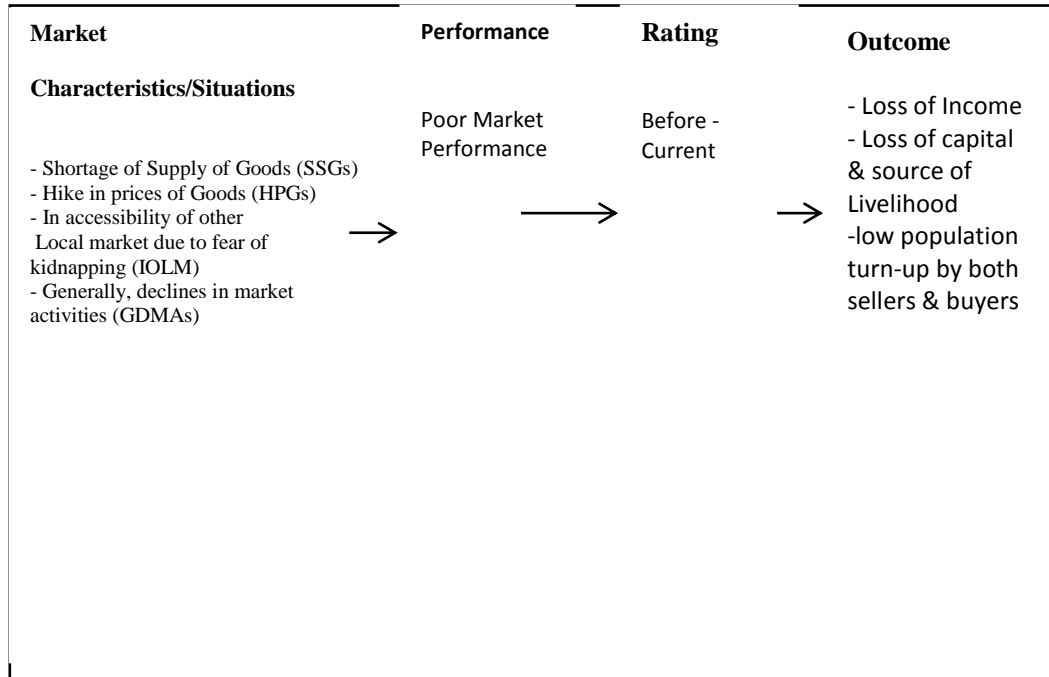 Market
Characteristics/Situations
- Shortage of Supply of Goods (SSGs)
- Hike in prices of Goods (HPGs)
- In accessibility of other
Local market due to fear of
kidnapping (IOLM)
- Generally, declines in market
activities (GDMAs)
Performance
Poor Market
Performance
Rating
Before -
Current
Outcome
- Loss of Income
- Loss of capital
& source of
Livelihood
-low population
turn-up by both
sellers & buyers